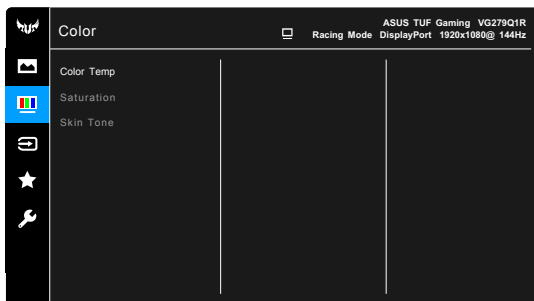 Color
ASUS TUF Gaming VG279Q1R
Racing Mode DisplayPort 1920x1080@ 144Hz
Color Temp
Saturation
Skin Tone